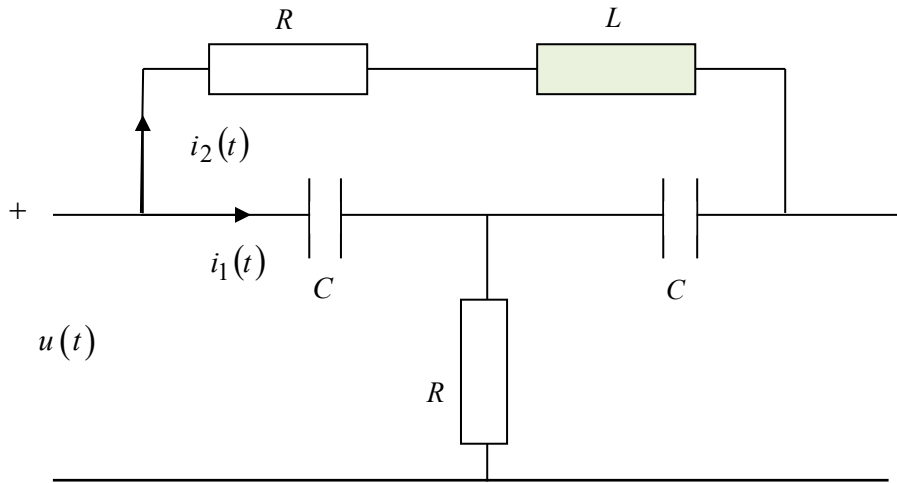 R L
i₂(t)
+
i₁(t)
C C
u(t)
R